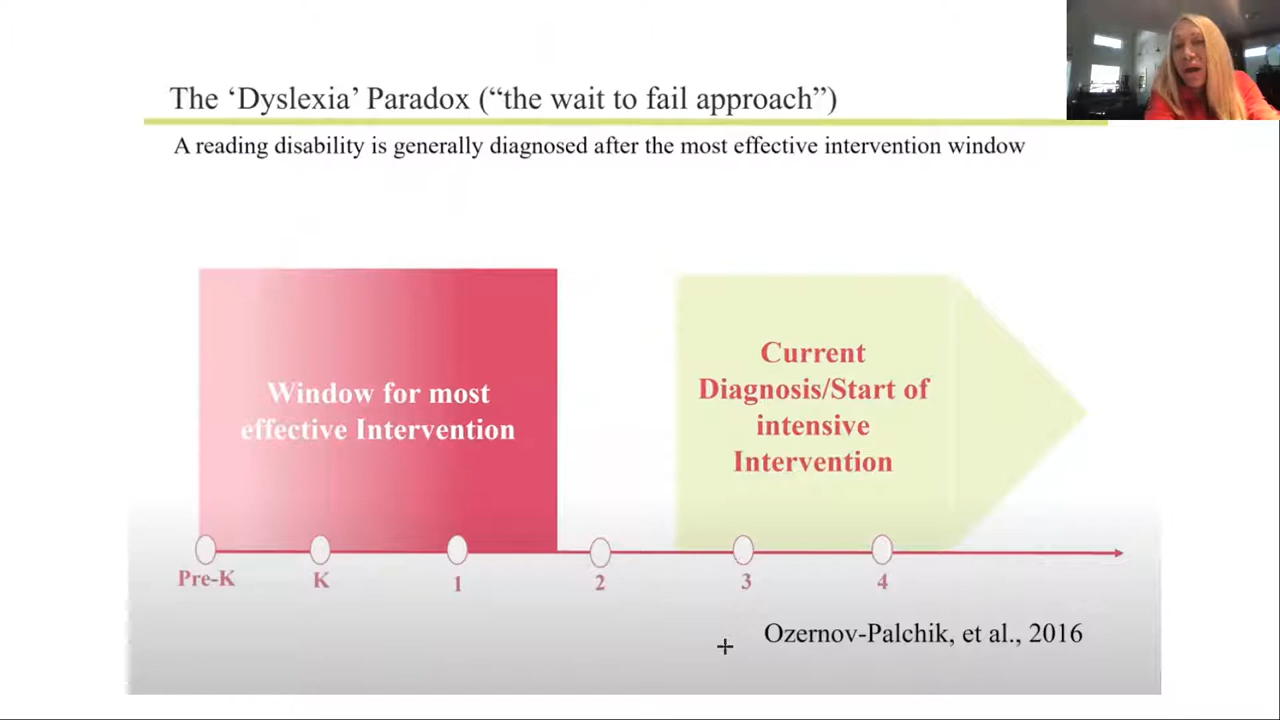 The ‘Dyslexia’ Paradox (“the wait to fail approach”)
A reading disability is generally diagnosed after the most effective intervention window
Window for most
effective Intervention
Current
Diagnosis/Start of
intensive
Intervention
Pre-K K 1 2 3 4
Ozernov-Palchik, et al., 2016